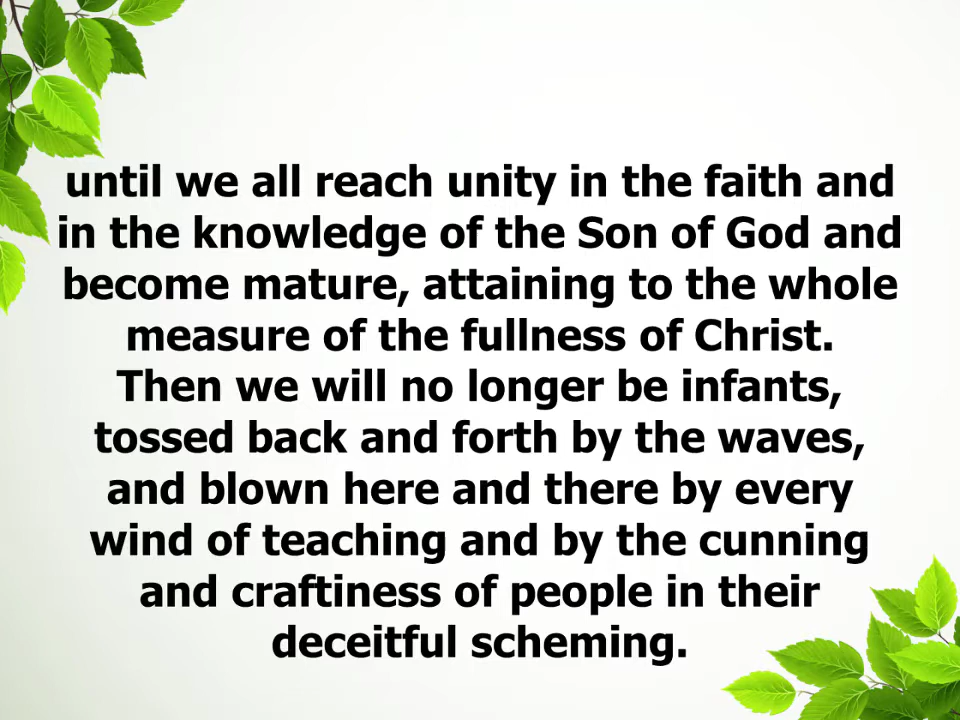 until we all reach unity in the faith and
in the knowledge of the Son of God and
become mature, attaining to the whole
measure of the fullness of Christ.
Then we will no longer be infants,
tossed back and forth by the waves,
and blown here and there by every
wind of teaching and by the cunning
and craftiness of people in their
deceitful scheming.